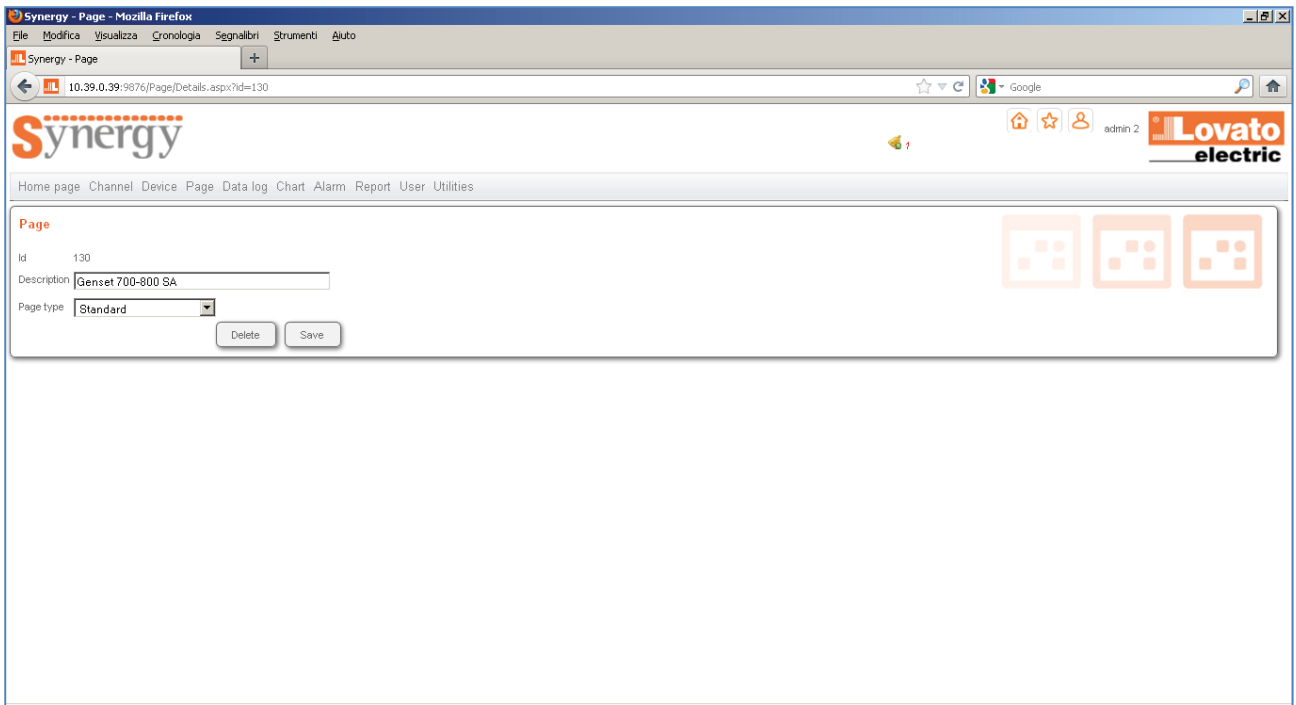 Synergy - Page - Mozilla Firefox
File Modifica Visualizza Cronologia Segnalibri Strumenti Aiuto
Synergy - Page
10.39.0.39:9876/Page/Details.aspx?id=130
Google
Synergy
1
admin 2
Lovato
electric
Home page Channel Device Page Data log Chart Alarm Report User Utilities
Page
Id 130
Description Genset 700-800 SA
Page type Standard
Delete Save